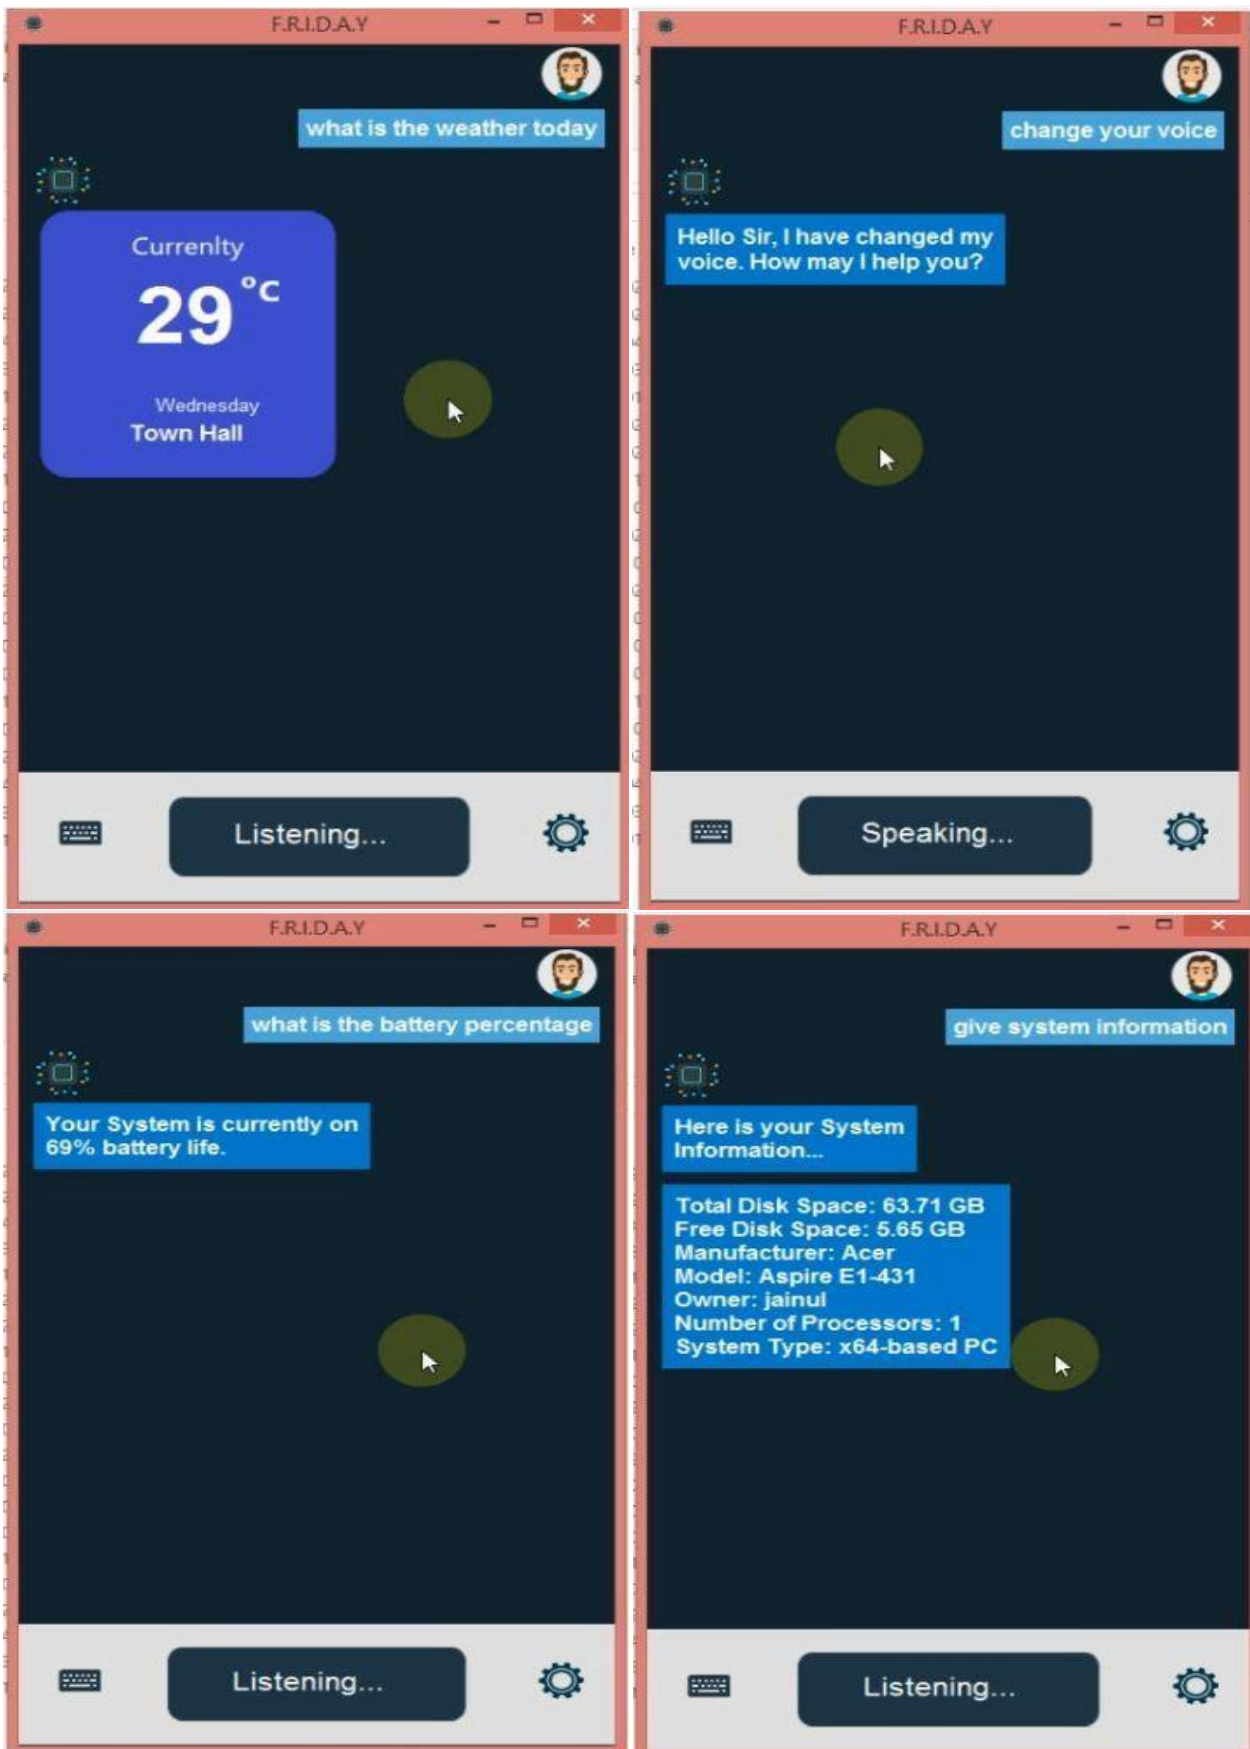 F.R.I.D.A.Y
what is the weather today
Currenlty
29 °C
Wednesday
Town Hall
Listening...
F.R.I.D.A.Y
change your voice
Hello Sir, I have changed my
voice. How may I help you?
Speaking...
F.R.I.D.A.Y
what is the battery percentage
Your System is currently on
69% battery life.
Listening...
F.R.I.D.A.Y
give system information
Here is your System
Information...
Total Disk Space: 63.71 GB
Free Disk Space: 5.65 GB
Manufacturer: Acer
Model: Aspire E1-431
Owner: jainul
Number of Processors: 1
System Type: x64-based PC
Listening...